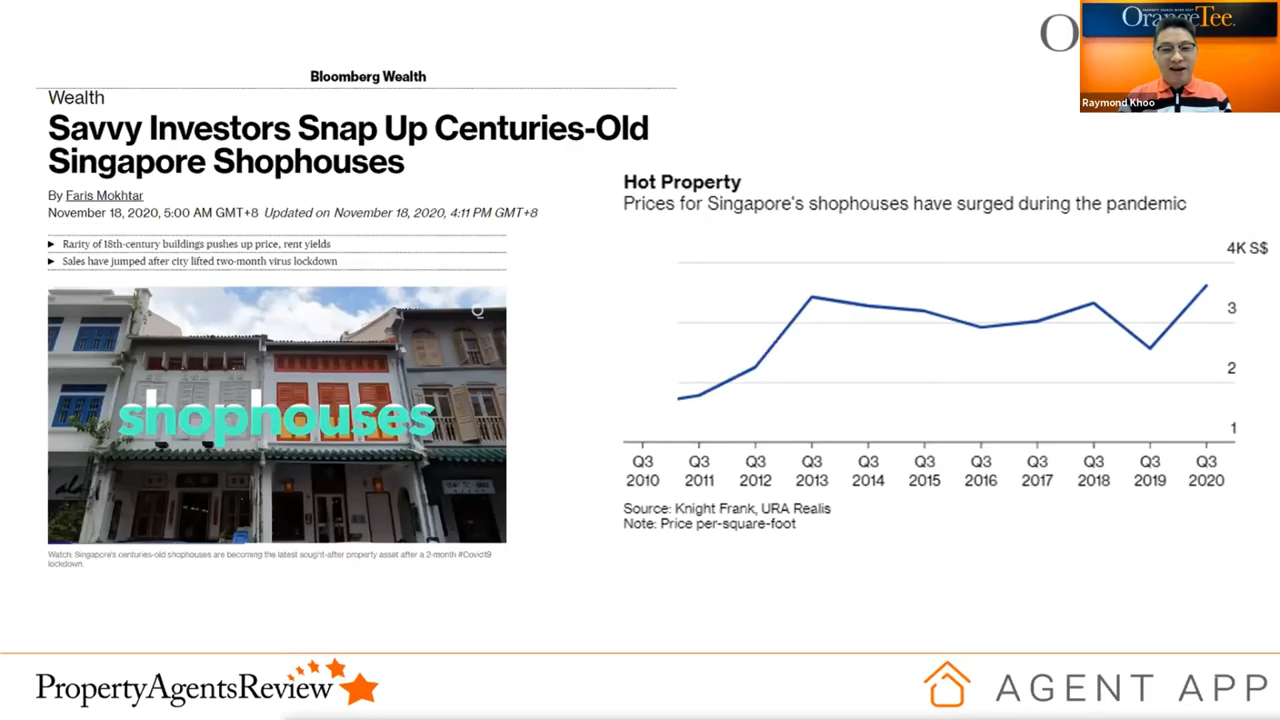 OrangeTee
O
Raymond Khoo
Bloomberg Wealth
Wealth
Savvy Investors Snap Up Centuries-Old
Singapore Shophouses
By Faris Mokhtar
November 18, 2020, 5:00 AM GMT+8 Updated on November 18, 2020, 4:11 PM GMT+8
Rarity of 18th-century buildings pushes up price, rent yields
Sales have jumped after city lifted two-month virus lockdown
shophouses
Watch: Singapore's centuries-old shophouses are becoming the latest sought-after property asset after a 2-month #Covid19
lockdown.
Hot Property
Prices for Singapore's shophouses have surged during the pandemic
4K S$
3
2
1
Q3 Q3 Q3 Q3 Q3 Q3 Q3 Q3 Q3 Q3 Q3
2010 2011 2012 2013 2014 2015 2016 2017 2018 2019 2020
Source: Knight Frank, URA Realis
Note: Price per-square-foot
PropertyAgentsReview
AGENT APP